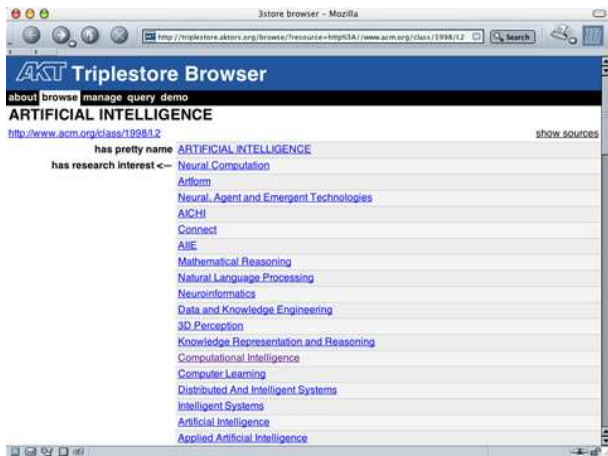 3store browser - Mozilla
http://triplestore.aktors.org/browse/?resource=http%3A//www.acm.org/class/1998/I.2
Search
AKT Triplestore Browser
about browse manage query demo
ARTIFICIAL INTELLIGENCE
http://www.acm.org/class/1998/I.2 show sources
has pretty name ARTIFICIAL INTELLIGENCE
has research interest <— Neural Computation
Artform
Neural, Agent and Emergent Technologies
AICHI
Connect
AIIE
Mathematical Reasoning
Natural Language Processing
Neuroinformatics
Data and Knowledge Engineering
3D Perception
Knowledge Representation and Reasoning
Computational Intelligence
Computer Learning
Distributed And Intelligent Systems
Intelligent Systems
Artificial Intelligence
Applied Artificial Intelligence